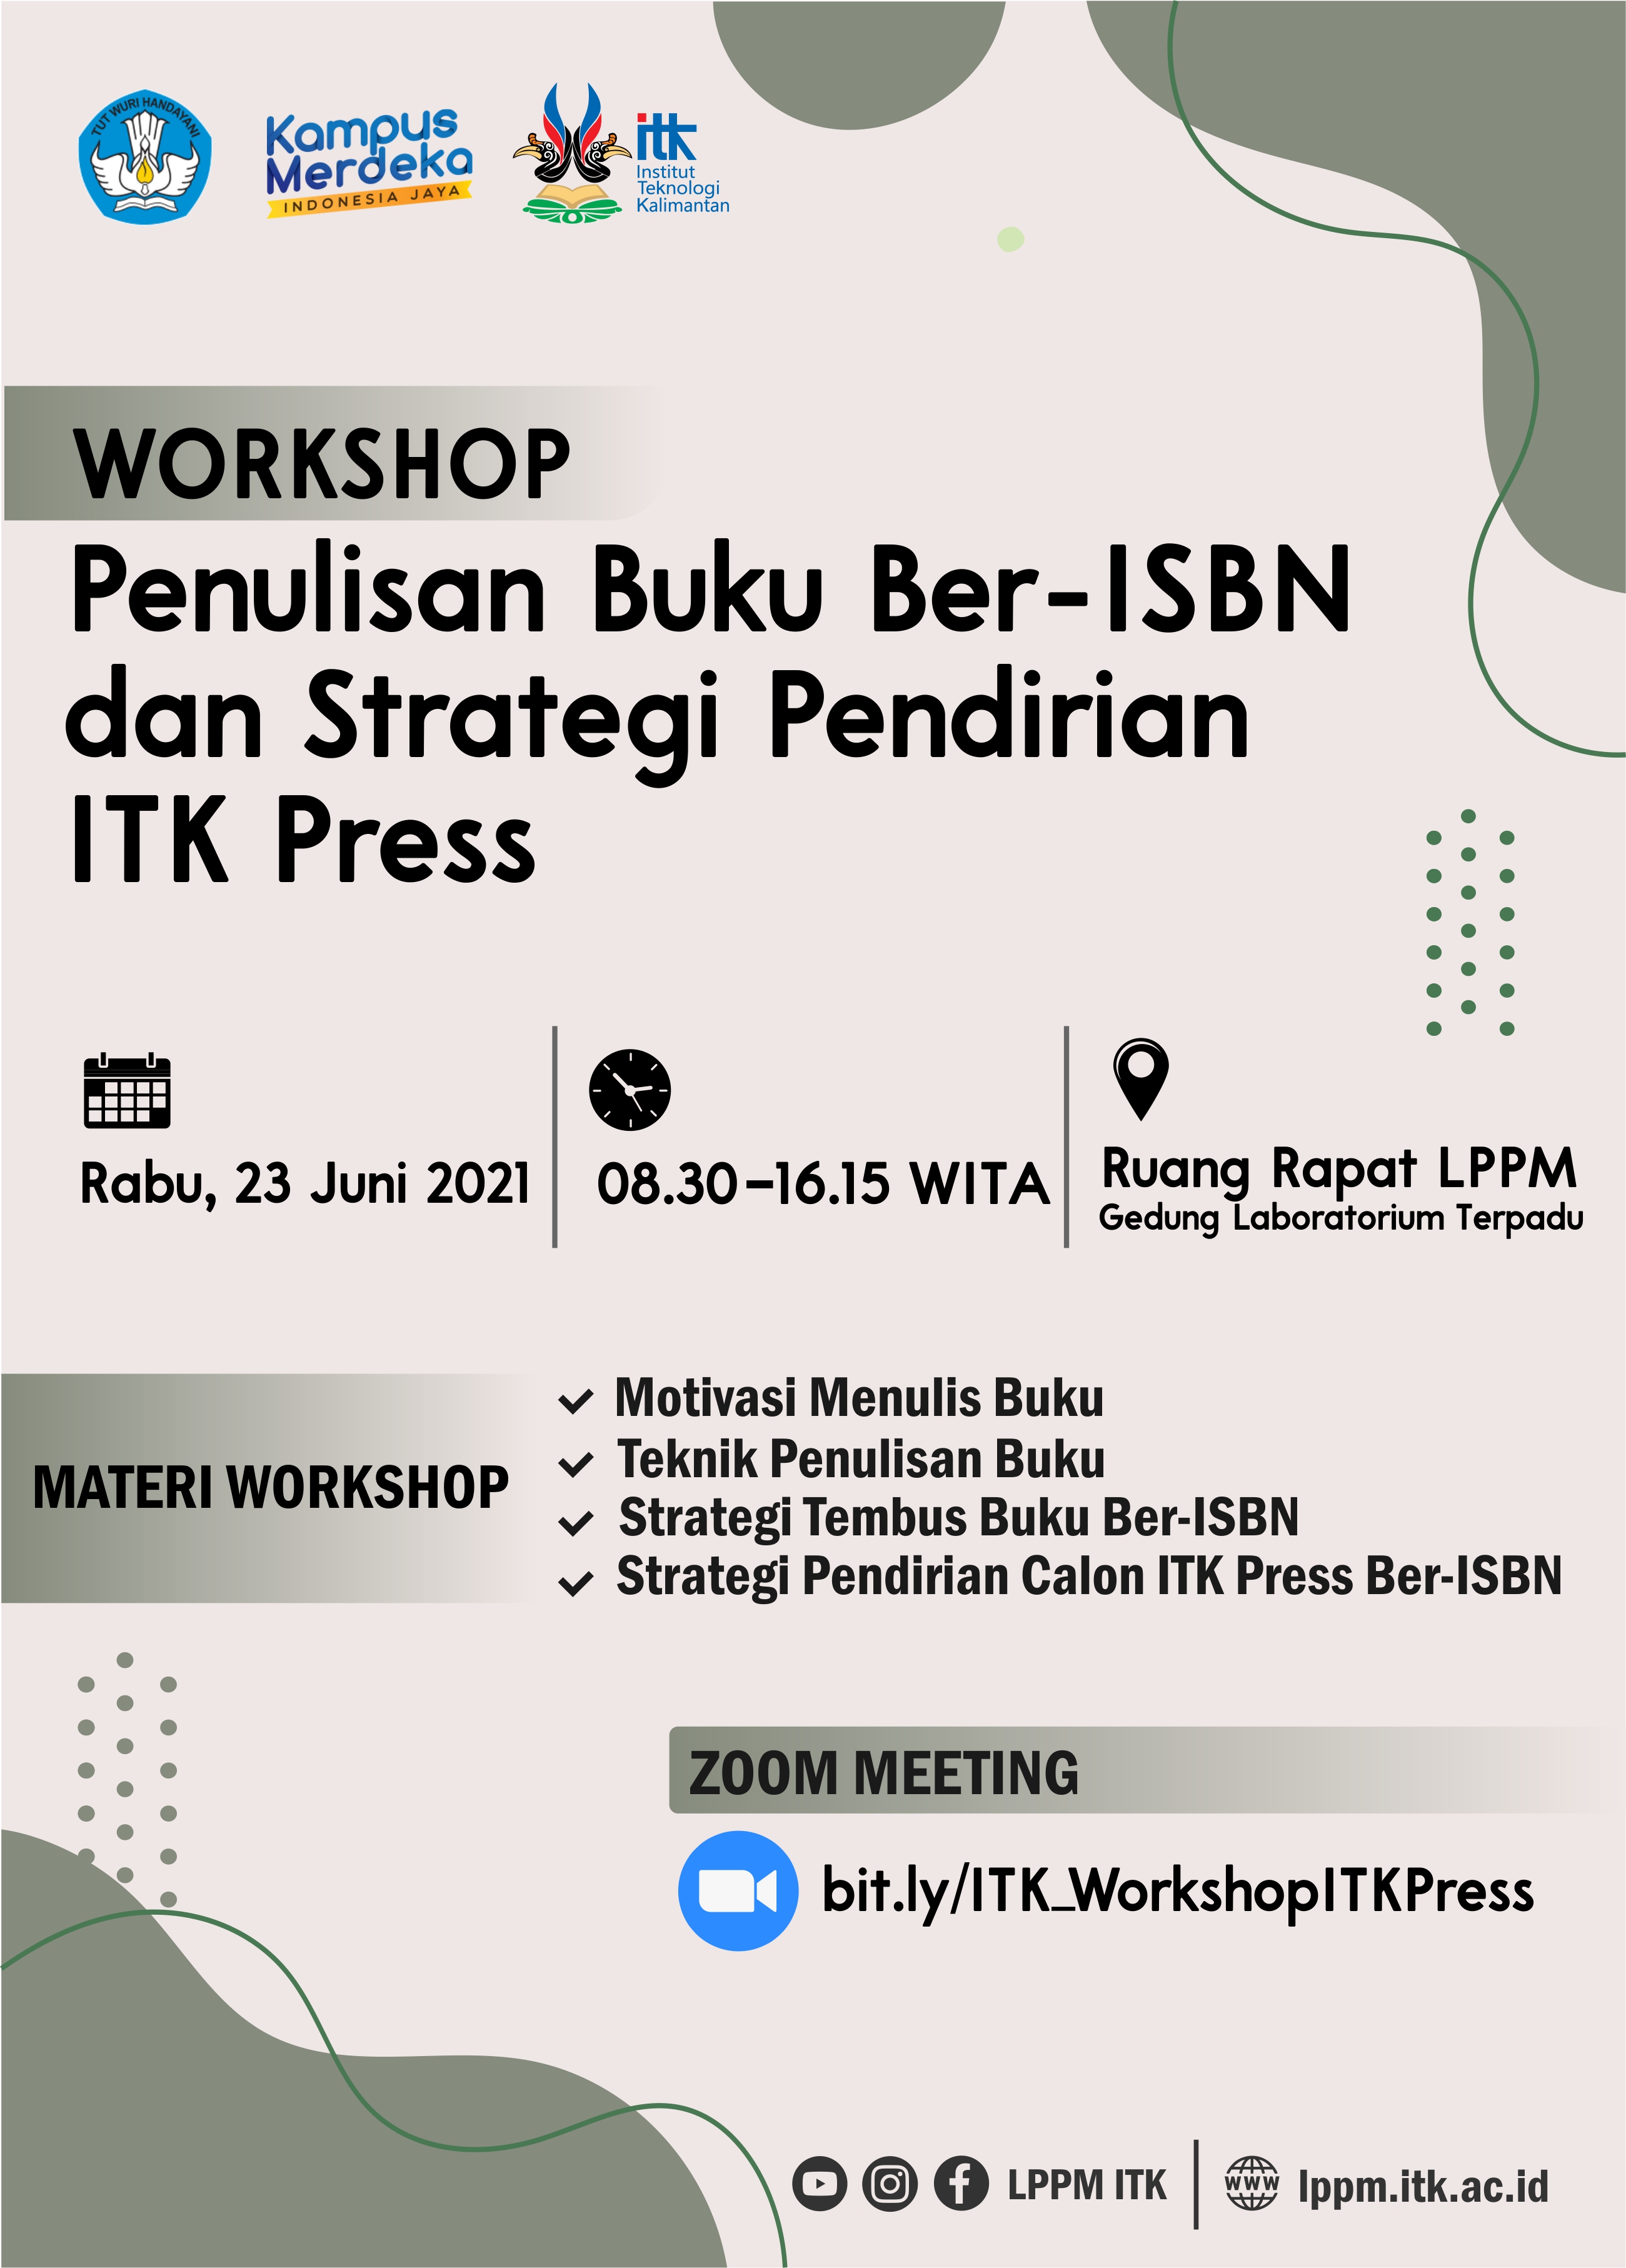 TUT WURI HANDAYANI
Kampus
Merdeka
INDONESIA JAYA
itk
Institut
Teknologi
Kalimantan
WORKSHOP
Penulisan Buku Ber-ISBN
dan Strategi Pendirian
ITK Press
Rabu, 23 Juni 2021
08.30–16.15 WITA
Ruang Rapat LPPM
Gedung Laboratorium Terpadu
MATERI WORKSHOP
Motivasi Menulis Buku
Teknik Penulisan Buku
Strategi Tembus Buku Ber-ISBN
Strategi Pendirian Calon ITK Press Ber-ISBN
ZOOM MEETING
bit.ly/ITK_WorkshopITKPress
LPPM ITK
WWW
lppm.itk.ac.id